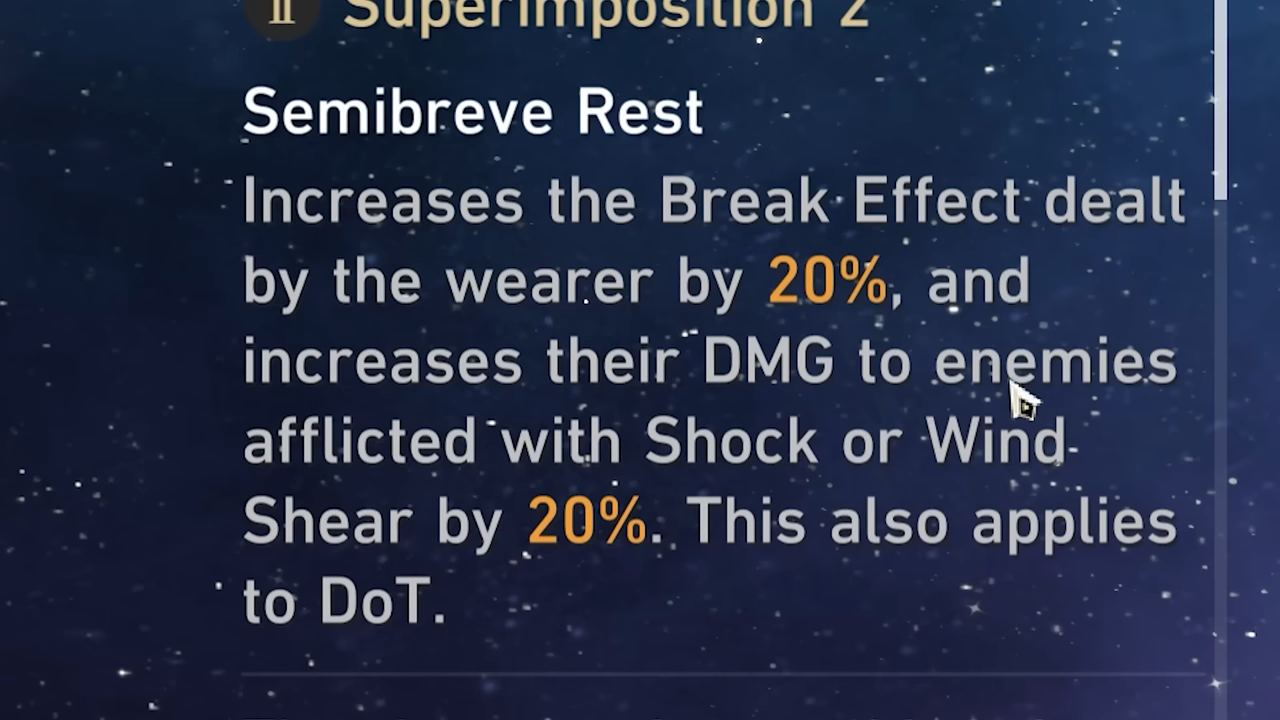 II Superimposition 2
Semibreve Rest
Increases the Break Effect dealt
by the wearer by 20%, and
increases their DMG to enemies
afflicted with Shock or Wind
Shear by 20%. This also applies
to DoT.